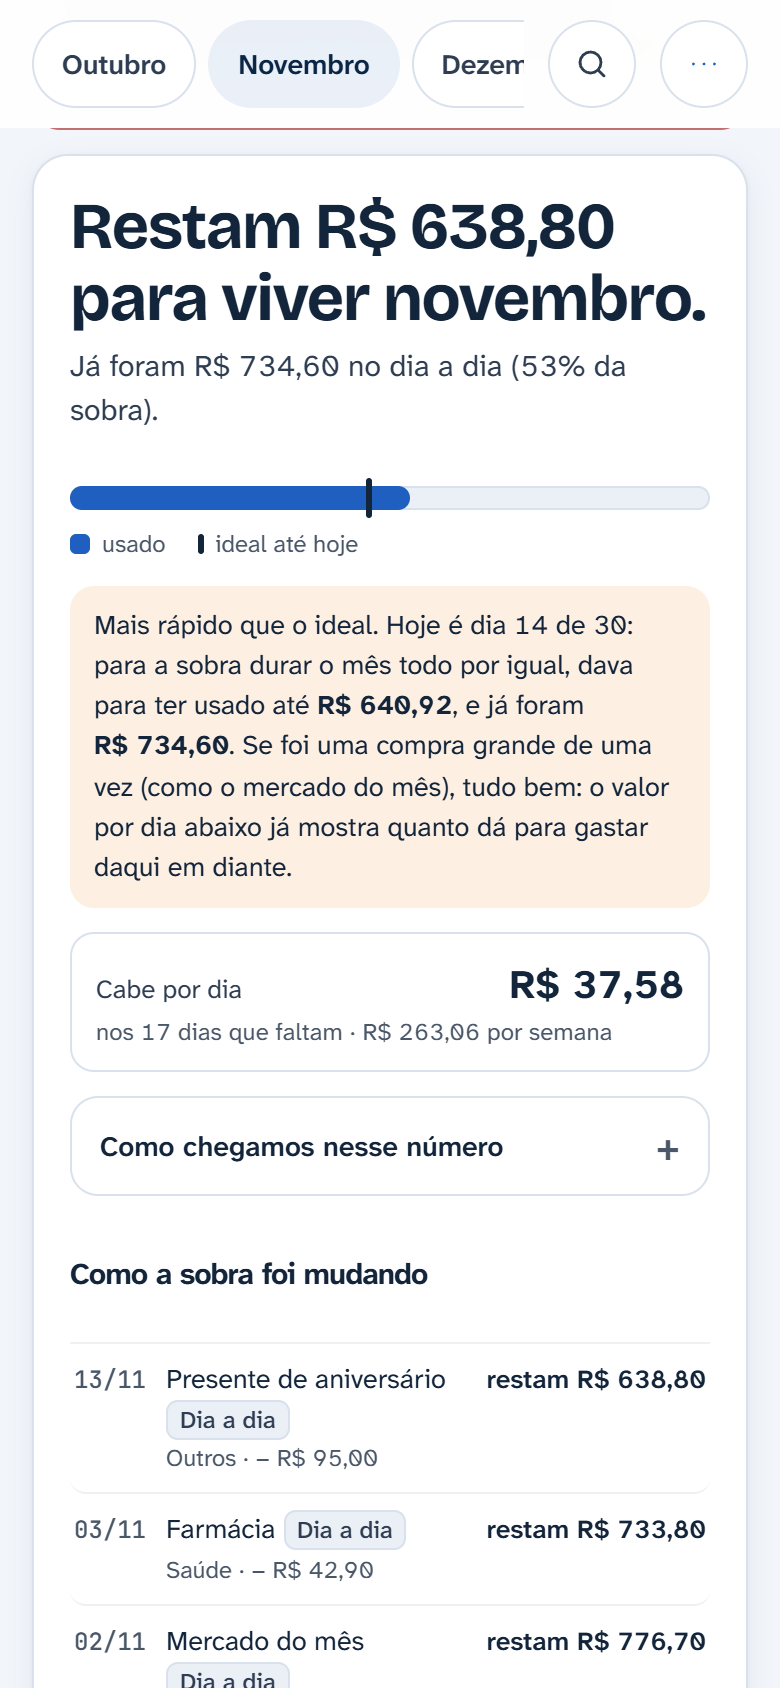 Outubro
Novembro
Dezem
...
Restam R$ 638,80
para viver novembro.
Já foram R$ 734,60 no dia a dia (53% da
sobra).
usado
ideal até hoje
Mais rápido que o ideal. Hoje é dia 14 de 30:
para a sobra durar o mês todo por igual, dava
para ter usado até R$ 640,92, e já foram
R$ 734,60. Se foi uma compra grande de uma
vez (como o mercado do mês), tudo bem: o valor
por dia abaixo já mostra quanto dá para gastar
daqui em diante.
Cabe por dia
R$ 37,58
nos 17 dias que faltam · R$ 263,06 por semana
Como chegamos nesse número
+
Como a sobra foi mudando
13/11
Presente de aniversário
restam R$ 638,80
Dia a dia
Outros · – R$ 95,00
03/11
Farmácia
Dia a dia
restam R$ 733,80
Saúde · – R$ 42,90
02/11
Mercado do mês
restam R$ 776,70
Dia a dia